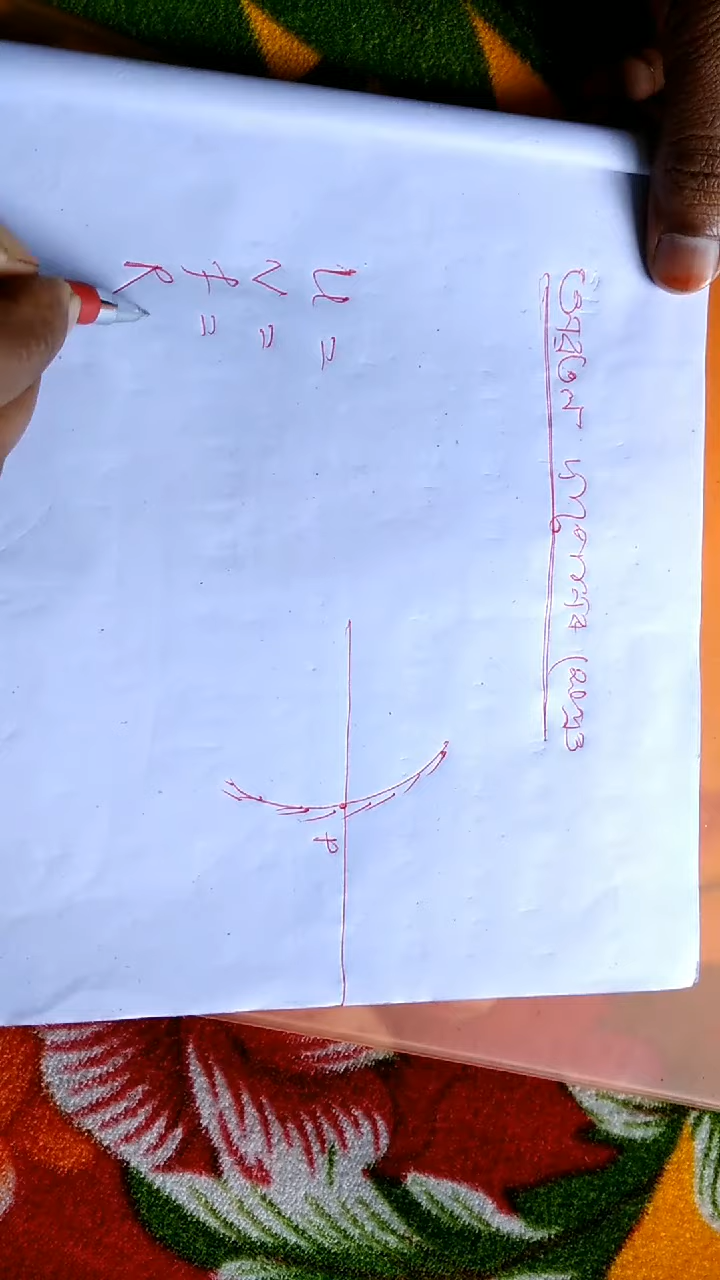 অবতল দর্পণের ক্ষেত্রে
u =
v =
f =
R
P